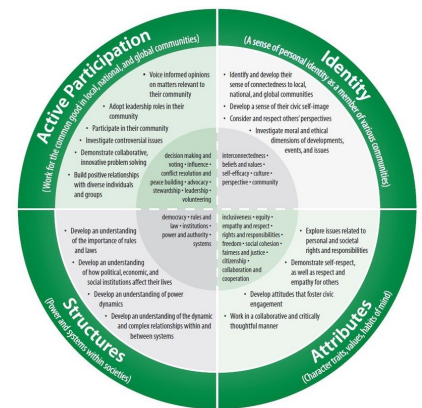 Active Participation
(Work for the common good in local, national, and global communities)
• Voice informed opinions
on matters relevant to
their community
• Adopt leadership roles in their
community
• Participate in their community
• Investigate controversial issues
• Demonstrate collaborative,
innovative problem solving
• Build positive relationships
with diverse individuals
and groups
decision making and
voting • influence •
conflict resolution and
peace building • advocacy •
stewardship • leadership •
volunteering
Identity
(A sense of personal identity as a member of various communities)
• Identify and develop their
sense of connectedness to local,
national, and global communities
• Develop a sense of their civic self-image
• Consider and respect others' perspectives
• Investigate moral and ethical
dimensions of developments,
events, and issues
interconnectedness •
beliefs and values •
self-efficacy • culture •
perspective • community
Structures
(Power and systems within societies)
democracy • rules and
law • institutions •
power and authority •
systems
• Develop an understanding
of the importance of rules
and laws
• Develop an understanding
of how political, economic, and
social institutions affect their lives
• Develop an understanding of power
dynamics
• Develop an understanding of the dynamic
and complex relationships within and
between systems
Attributes
(Character traits, values, habits of mind)
inclusiveness • equity •
empathy and respect •
rights and responsibilities •
freedom • social cohesion •
fairness and justice •
citizenship •
collaboration and
cooperation
• Explore issues related to
personal and societal
rights and responsibilities
• Demonstrate self-respect,
as well as respect and
empathy for others
• Develop attitudes that foster civic
engagement
• Work in a collaborative and critically
thoughtful manner